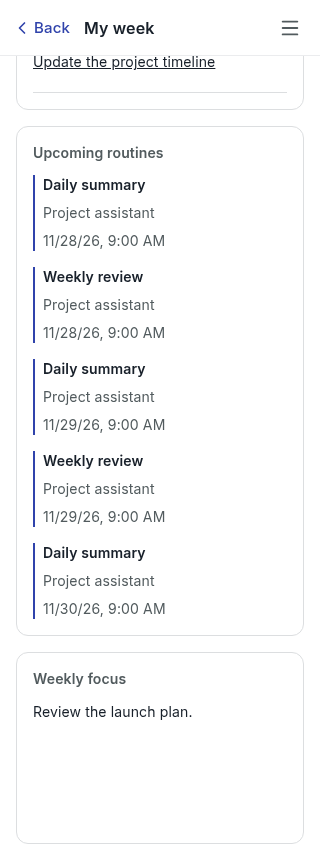 Back My week
Update the project timeline
Upcoming routines
Daily summary
Project assistant
11/28/26, 9:00 AM
Weekly review
Project assistant
11/28/26, 9:00 AM
Daily summary
Project assistant
11/29/26, 9:00 AM
Weekly review
Project assistant
11/29/26, 9:00 AM
Daily summary
Project assistant
11/30/26, 9:00 AM
Weekly focus
Review the launch plan.